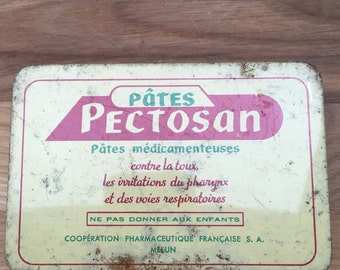 PÂTES
PECTOSAN
Pâtes médicamenteuses
contre la toux,
les irritations du pharynx
et des voies respiratoires
NE PAS DONNER AUX ENFANTS
COOPÉRATION PHARMACEUTIQUE FRANÇAISE S. A.
MELUN